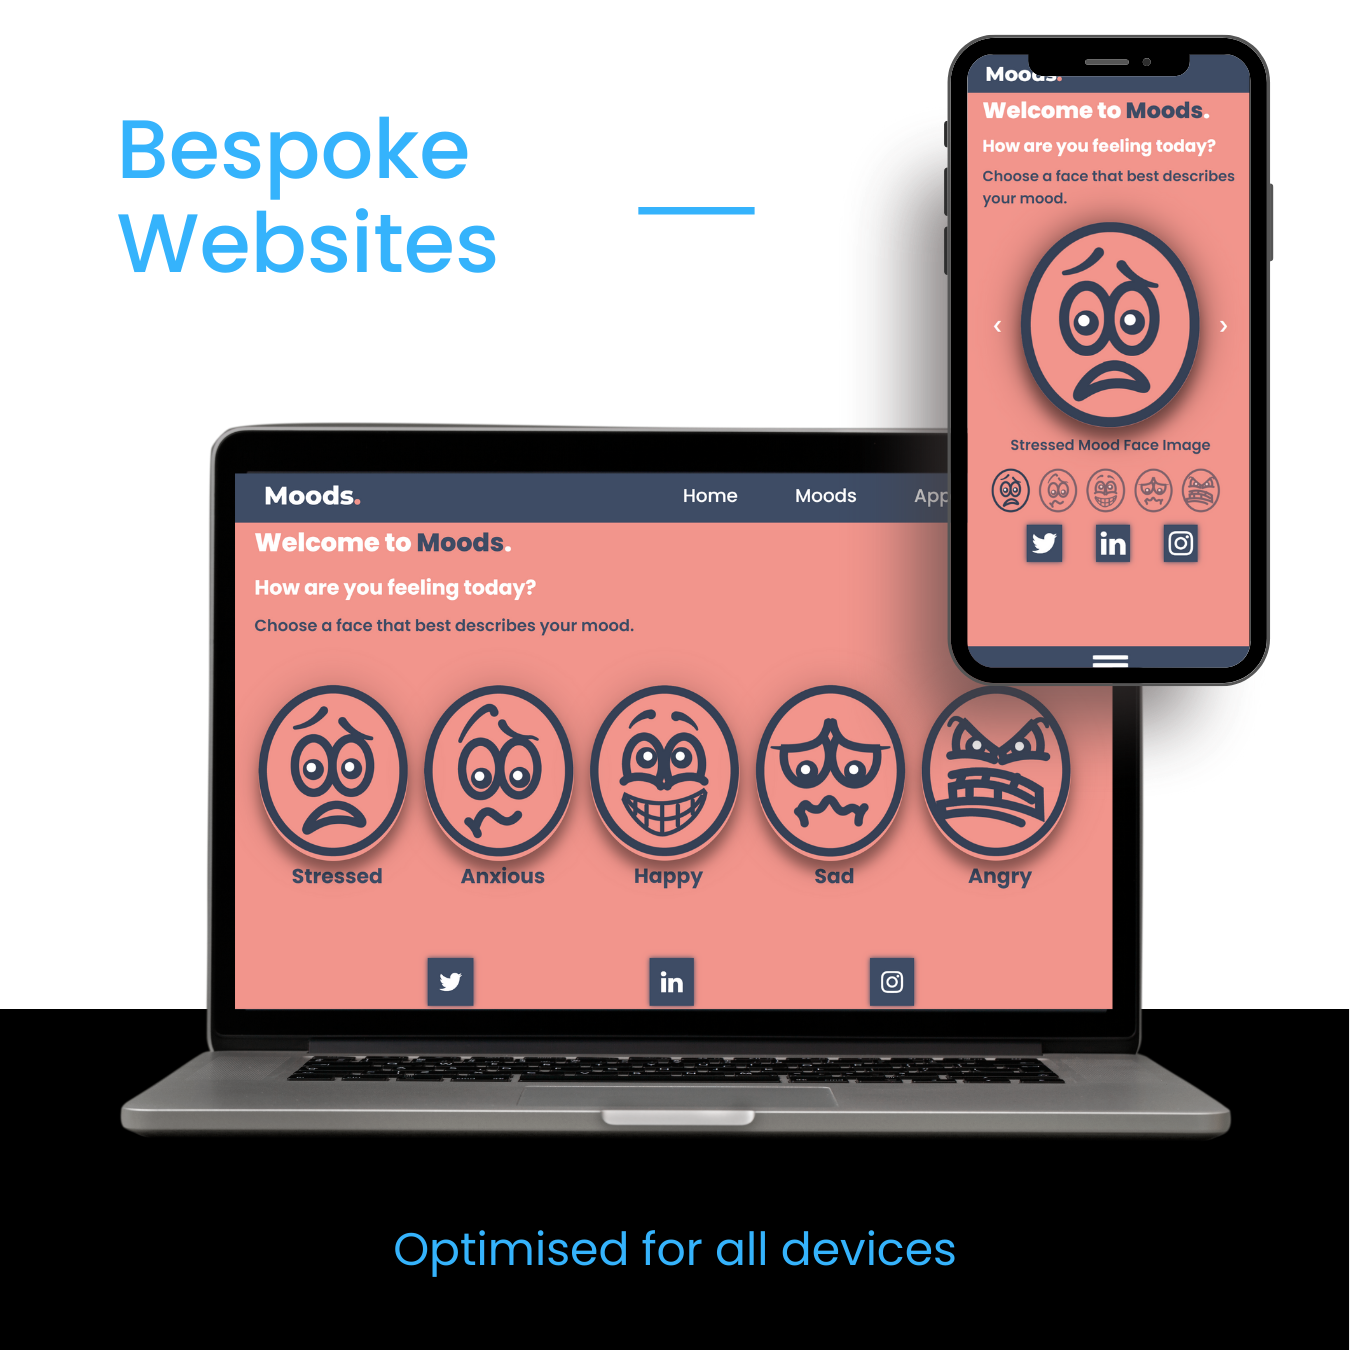 Bespoke
Websites
Moods.
Welcome to Moods.
How are you feeling today?
Choose a face that best describes
your mood.
‹ ›
Stressed Mood Face Image
in
Moods. Home Moods App
Welcome to Moods.
How are you feeling today?
Choose a face that best describes your mood.
Stressed Anxious Happy Sad Angry
in
Optimised for all devices